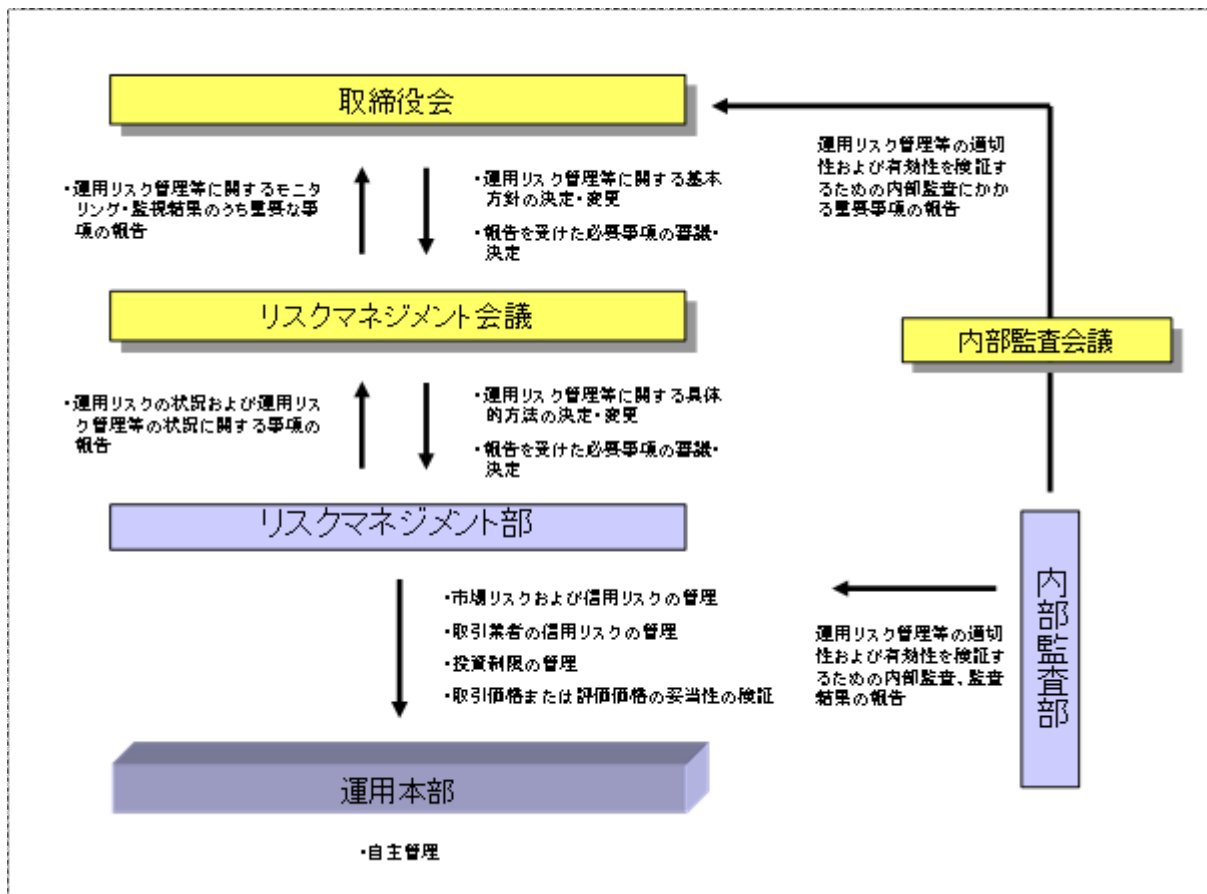 取締役会
・運用リスク管理等に関するモニ
タリング・監視結果のうち重要な事
項の報告
・運用リスク管理等に関する基本
方針の決定・変更
・報告を受けた必要事項の審議・
決定
運用リスク管理等の適切
性および有効性を検証す
るための内部監査にかか
る重要事項の報告
リスクマネジメント会議
内部監査会議
・運用リスクの状況および運用リス
ク管理等の状況に関する事項の
報告
・運用リスク管理等に関する具体
的方法の決定・変更
・報告を受けた必要事項の審議・
決定
リスクマネジメント部
内部監査部
・市場リスクおよび信用リスクの管理
・取引業者の信用リスクの管理
・投資制限の管理
・取引価格または評価価格の妥当性の検証
運用リスク管理等の適切
性および有効性を検証す
るための内部監査、監査
結果の報告
運用本部
・自主管理